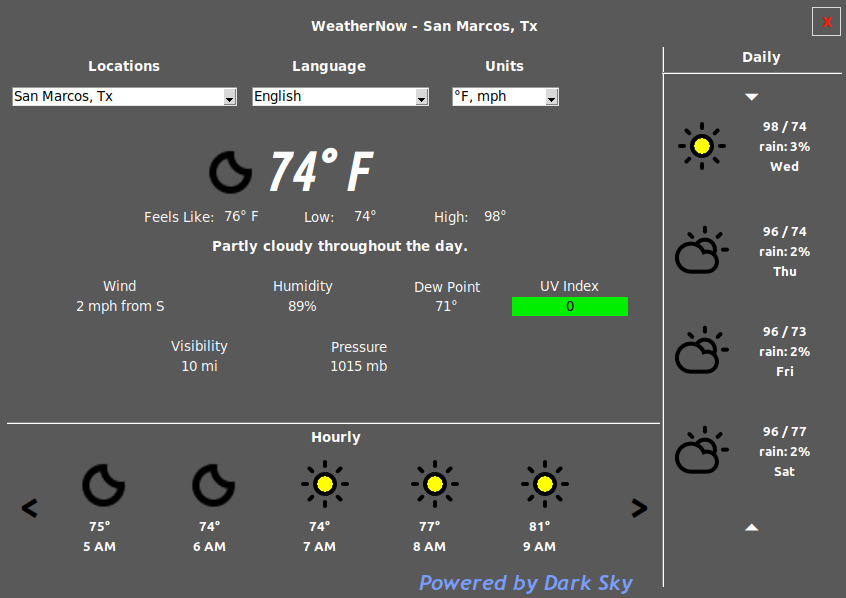 WeatherNow - San Marcos, Tx
X
Locations
Language
Units
San Marcos, Tx
English
°F, mph
74° F
Feels Like: 76° F
Low: 74°
High: 98°
Partly cloudy throughout the day.
Wind
2 mph from S
Humidity
89%
Dew Point
71°
UV Index
0
Visibility
10 mi
Pressure
1015 mb
Hourly
<
75°
5 AM
74°
6 AM
74°
7 AM
77°
8 AM
81°
9 AM
>
Powered by Dark Sky
Daily
98 / 74
rain: 3%
Wed
96 / 74
rain: 2%
Thu
96 / 73
rain: 2%
Fri
96 / 77
rain: 2%
Sat